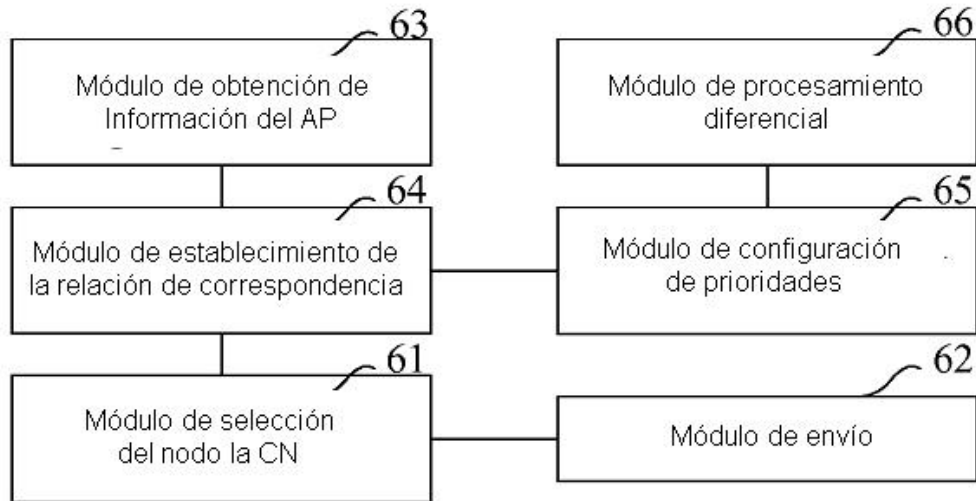 63
Módulo de obtención de
Información del AP
66
Módulo de procesamiento
diferencial
64
Módulo de establecimiento de
la relación de correspondencia
65
Módulo de configuración
de prioridades
61
Módulo de selección
del nodo la CN
62
Módulo de envío